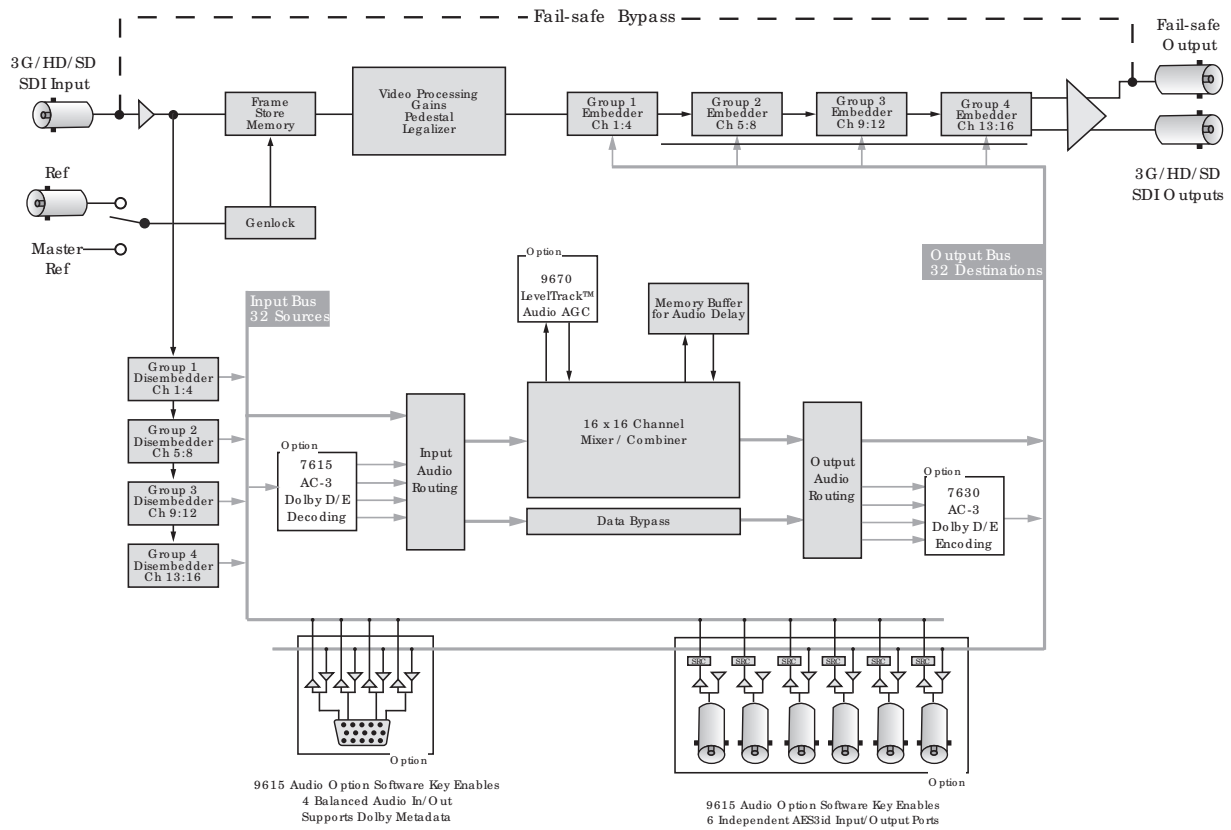 Fail-safe Bypass
Fail-safe
Output
3G/HD/SD
SDI Input
Frame
Store
Memory
Video Processing
Gains
Pedestal
Legalizer
Group 1
Embedder
Ch 1:4
Group 2
Embedder
Ch 5:8
Group 3
Embedder
Ch 9:12
Group 4
Embedder
Ch 13:16
3G/HD/SD
SDI Outputs
Ref
Genlock
Master
Ref
Input Bus
32 Sources
Option
9670
LevelTrack™
Audio AGC
Memory Buffer
for Audio Delay
Output Bus
32 Destinations
Group 1
Disembedder
Ch 1:4
Group 2
Disembedder
Ch 5:8
Group 3
Disembedder
Ch 9:12
Group 4
Disembedder
Ch 13:16
Option
7615
AC-3
Dolby D/E
Decoding
Input
Audio
Routing
16 x 16 Channel
Mixer/ Combiner
Data Bypass
Output
Audio
Routing
Option
7630
AC-3
Dolby D/E
Encoding
SRC
SRC
SRC
SRC
SRC
SRC
Option
Option
9615 Audio Option Software Key Enables
4 Balanced Audio In/Out
Supports Dolby Metadata
9615 Audio Option Software Key Enables
6 Independent AES3id Input/Output Ports